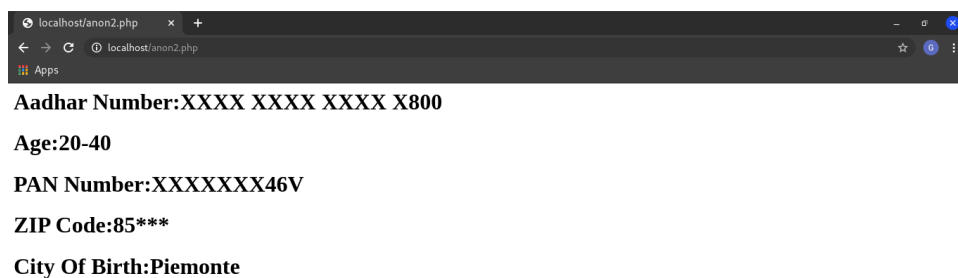 localhost/anon2.php
localhost/anon2.php
G
Apps
Aadhar Number:XXXX XXXX XXXX X800
Age:20-40
PAN Number:XXXXXXX46V
ZIP Code:85***
City Of Birth:Piemonte